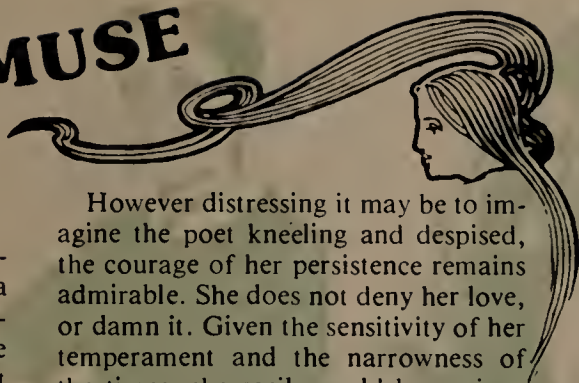 MUSE
However distressing it may be to im-
agine the poet kneeling and despised,
the courage of her persistence remains
a
admirable. She does not deny her love,
or damn it. Given the sensitivity of her
temperament and the narrowness of